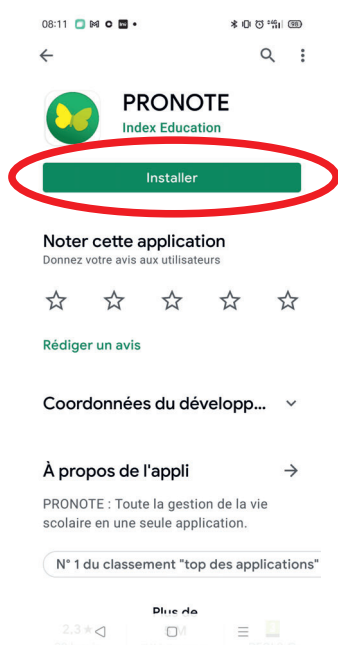 08:11
PRONOTE
Index Education
Installer
Noter cette application
Donnez votre avis aux utilisateurs
Rédiger un avis
Coordonnées du développ...
À propos de l'appli
PRONOTE : Toute la gestion de la vie
scolaire en une seule application.
N° 1 du classement "top des applications"
Plus de
2,3